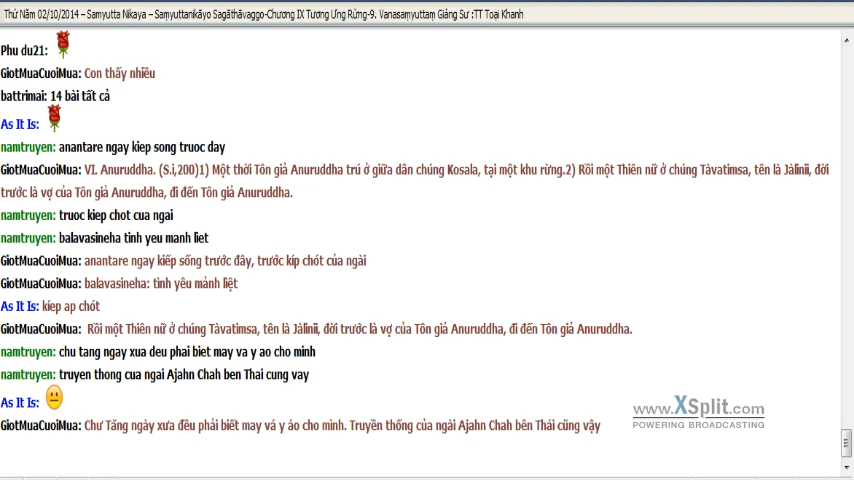 Thứ Năm 02/10/2014 – Samyutta Nikaya – Saṃyuttanikāyo Sagāthāvaggo-Chương IX Tương Ưng Rừng-9. Vanasaṃyuttaṃ Giảng Sư :TT Toại Khanh
Phu du21:
GiotMuaCuoiMua: Con thấy nhiều
battrimai: 14 bài tất cả
As It Is:
namtruyen: anantare ngay kiep song truoc day
GiotMuaCuoiMua: VI. Anuruddha. (S.i,200)1) Một thời Tôn giả Anuruddha trú ở giữa dân chúng Kosala, tại một khu rừng.2) Rồi một Thiên nữ ở chúng Tàvatimsa, tên là Jàlinii, đời
trước là vợ của Tôn giả Anuruddha, đi đến Tôn giả Anuruddha.
namtruyen: truoc kiep chot cua ngai
namtruyen: balavasineha tinh yeu manh liet
GiotMuaCuoiMua: anantare ngay kiếp sống trước đây, trước kíp chót của ngài
GiotMuaCuoiMua: balavasineha: tình yêu mảnh liệt
As It Is: kíep ap chót
GiotMuaCuoiMua: Rồi một Thiên nữ ở chúng Tàvatimsa, tên là Jàlinii, đời trước là vợ của Tôn giả Anuruddha, đi đến Tôn giả Anuruddha.
namtruyen: chu tang ngay xua deu phai biet may va y ao cho minh
namtruyen: truyen thong cua ngai Ajahn Chah ben Thai cung vay
As It Is:
GiotMuaCuoiMua: Chư Tăng ngày xưa đều phải biết may vá y áo cho mình. Truyền thống của ngài Ajahn Chah bên Thái cũng vậy
www.XSplit.com
POWERING BROADCASTING